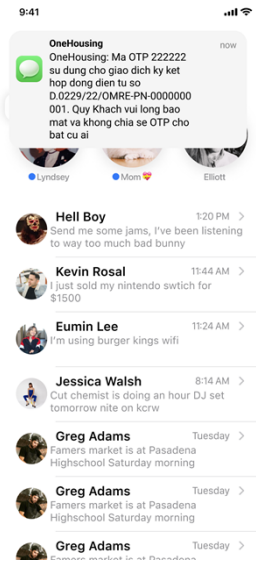 9:41
OneHousing
now
OneHousing: Ma OTP 222222
su dung cho giao dich ky ket
hop dong dien tu so
D.0229/22/OMRE-PN-0000000
001. Quy Khach vui long bao
mat va khong chia se OTP cho
bat cu ai
Lyndsey
Mom💝
Elliott
Hell Boy
1:20 PM
Send me some jams, I've been listening
to way too much bad bunny
Kevin Rosal
11:44 AM
I just sold my nintendo swtich for
$1500
Eumin Lee
11:24 AM
I'm using burger kings wifi
Jessica Walsh
8:14 AM
Cut chemist is doing an hour DJ set
tomorrow nite on kcrw
Greg Adams
Tuesday
Famers market is at Pasadena
Highschool Saturday morning
Greg Adams
Tuesday
Famers market is at Pasadena
Highschool Saturday morning
Greg Adams
Tuesday
Famers market is at Pasadena